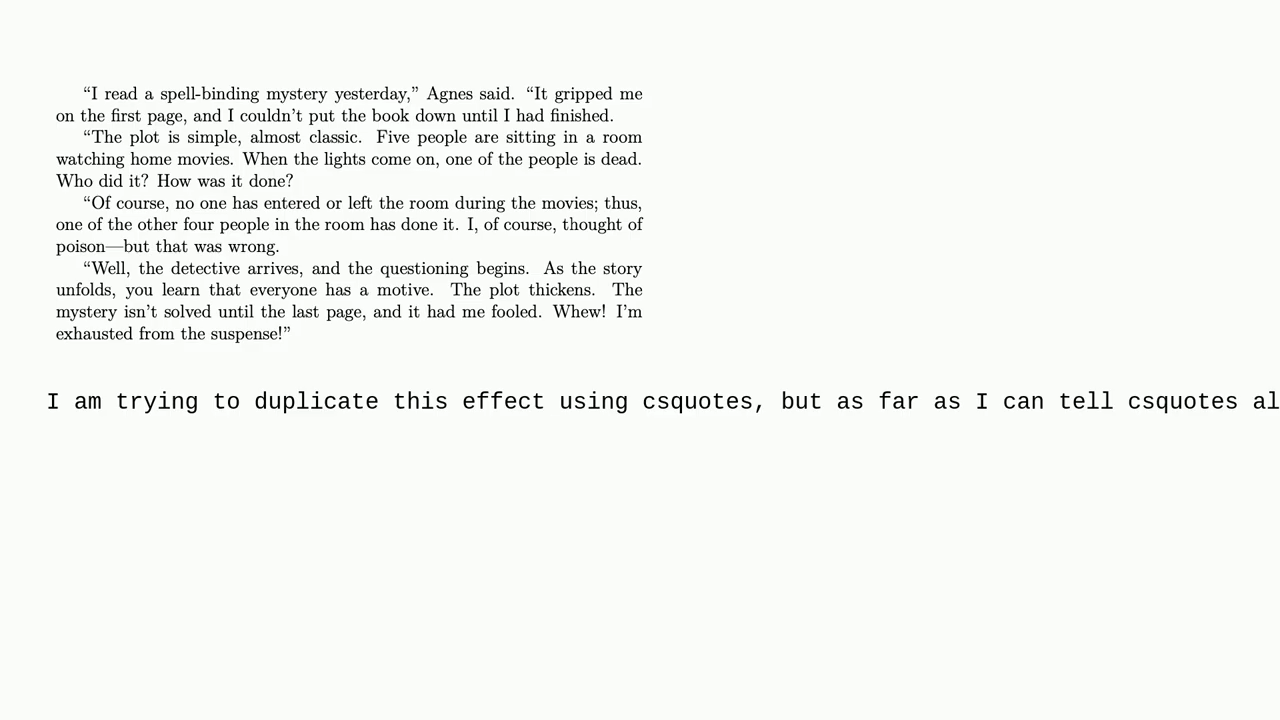 “I read a spell-binding mystery yesterday,” Agnes said. “It gripped me
on the first page, and I couldn’t put the book down until I had finished.
“The plot is simple, almost classic. Five people are sitting in a room
watching home movies. When the lights come on, one of the people is dead.
Who did it? How was it done?
“Of course, no one has entered or left the room during the movies; thus,
one of the other four people in the room has done it. I, of course, thought of
poison—but that was wrong.
“Well, the detective arrives, and the questioning begins. As the story
unfolds, you learn that everyone has a motive. The plot thickens. The
mystery isn’t solved until the last page, and it had me fooled. Whew! I’m
exhausted from the suspense!”
I am trying to duplicate this effect using csquotes, but as far as I can tell csquotes al